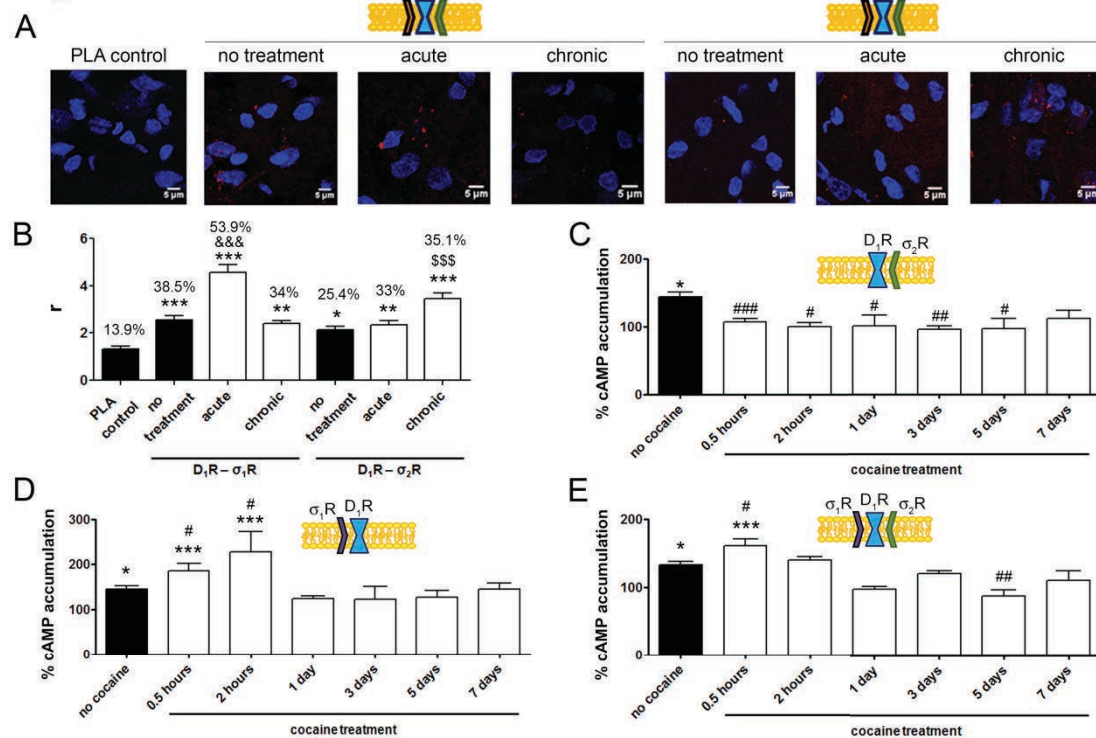 A
PLA control no treatment acute chronic no treatment acute chronic
5 µm 5 µm 5 µm 5 µm 5 µm 5 µm 5 µm
B
r
6
4
2
0
13.9%
38.5%
***
53.9%
&&&
***
34%
**
25.4%
*
33%
**
35.1%
$$$
***
PLA control
no treatment
acute
chronic
no treatment
acute
chronic
D₁R – σ₁R D₁R – σ₂R
C
% cAMP accumulation
200
100
0
D₁R σ₂R
* ### # # ## #
no cocaine 0.5 hours 2 hours 1 day 3 days 5 days 7 days
cocaine treatment
D
% cAMP accumulation
300
200
100
0
σ₁R D₁R
*
#
***
#
***
no cocaine 0.5 hours 2 hours 1 day 3 days 5 days 7 days
cocaine treatment
E
% cAMP accumulation
200
100
0
σ₁R D₁R σ₂R
*
#
***
##
no cocaine 0.5 hours 2 hours 1 day 3 days 5 days 7 days
cocaine treatment